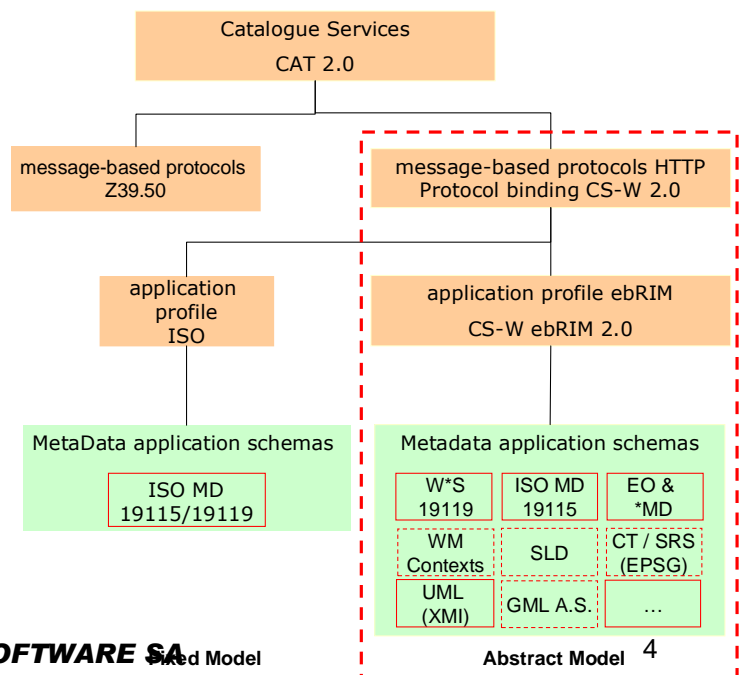 Catalogue Services
CAT 2.0
message-based protocols
Z39.50
message-based protocols HTTP
Protocol binding CS-W 2.0
application
profile
ISO
application profile ebRIM
CS-W ebRIM 2.0
MetaData application schemas
ISO MD
19115/19119
Metadata application schemas
W*S
19119
ISO MD
19115
EO &
*MD
WM
Contexts
SLD
CT / SRS
(EPSG)
UML
(XMI)
GML A.S.
...
OFTWARE SA
Fixed Model
Abstract Model
4